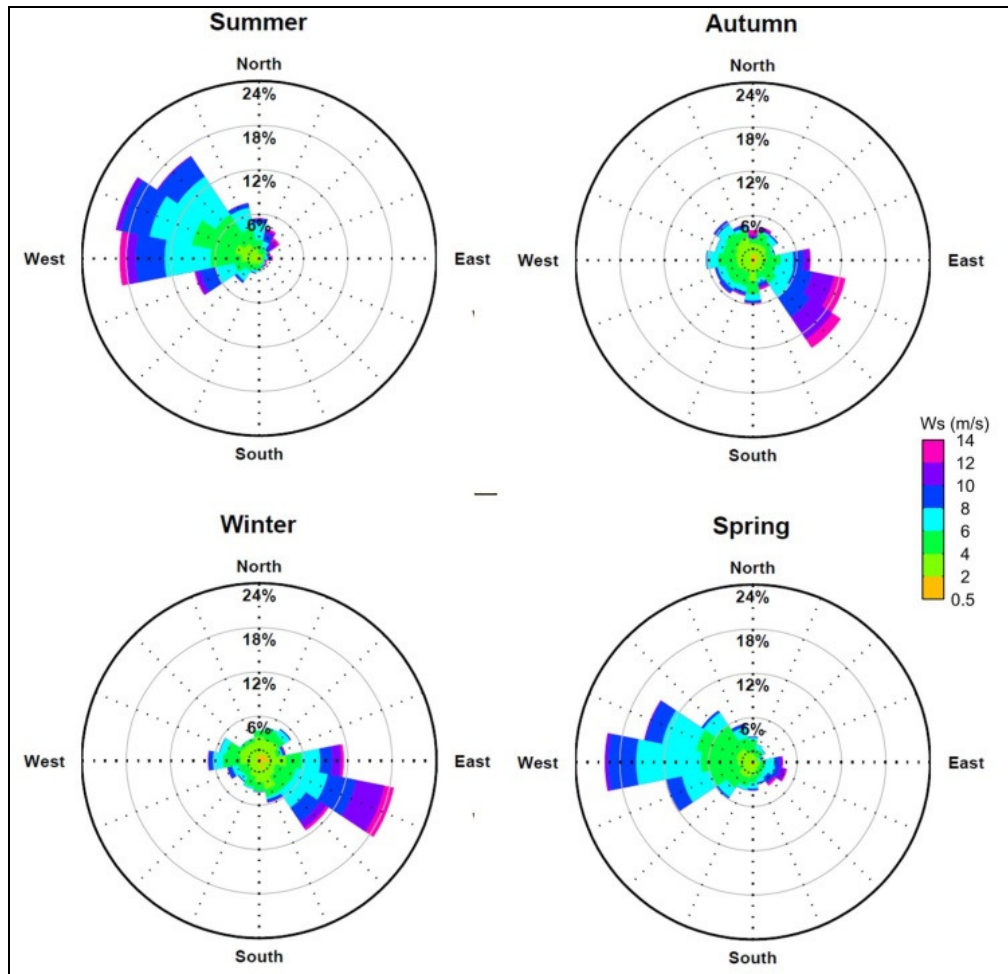 Summer
North
24%
18%
12%
6%
West
East
South
Autumn
North
24%
18%
12%
6%
West
East
South
Ws (m/s)
14
12
10
8
6
4
2
0.5
Winter
North
24%
18%
12%
6%
West
East
South
Spring
North
24%
18%
12%
6%
West
East
South